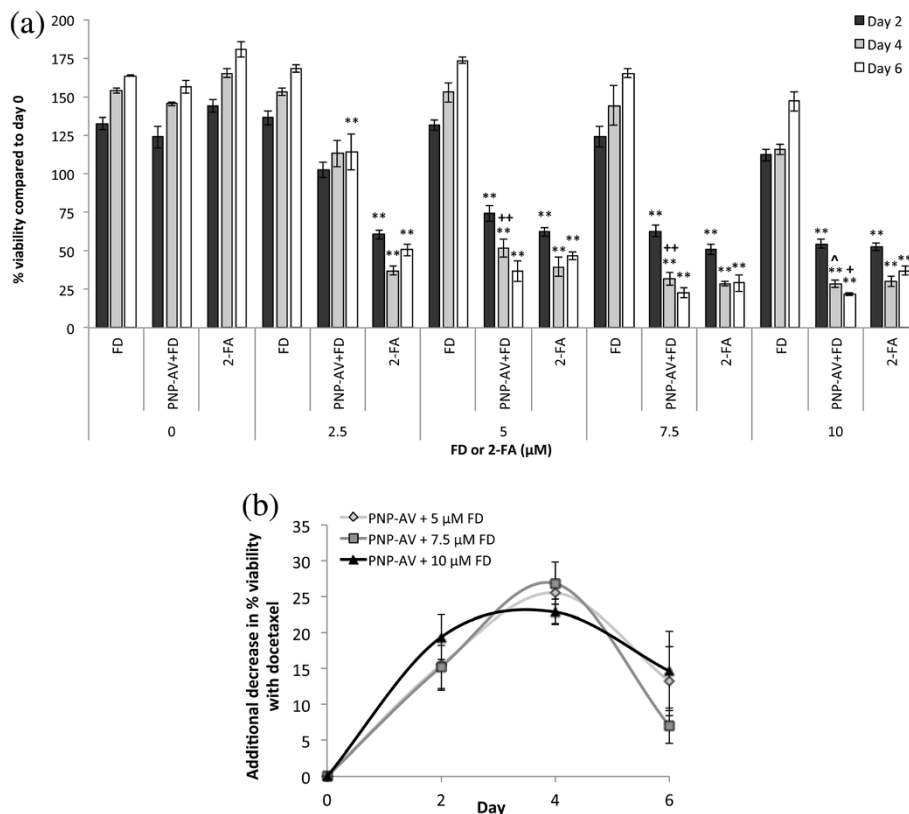 (a)
200
175
150
125
100
75
50
25
0
% viability compared to day 0
Day 2
Day 4
Day 6
**
**
**
**
**
++
**
**
**
**
**
**
++
**
**
**
**
**
**
^
**
+
**
**
**
**
FD
PNP-AV+FD
2-FA
FD
PNP-AV+FD
2-FA
FD
PNP-AV+FD
2-FA
FD
PNP-AV+FD
2-FA
FD
PNP-AV+FD
2-FA
0 2.5 5 7.5 10
FD or 2-FA (μM)
(b)
PNP-AV + 5 μM FD
PNP-AV + 7.5 μM FD
PNP-AV + 10 μM FD
35
30
25
20
15
10
5
0
Additional decrease in % viability
with docetaxel
0 2 4 6
Day